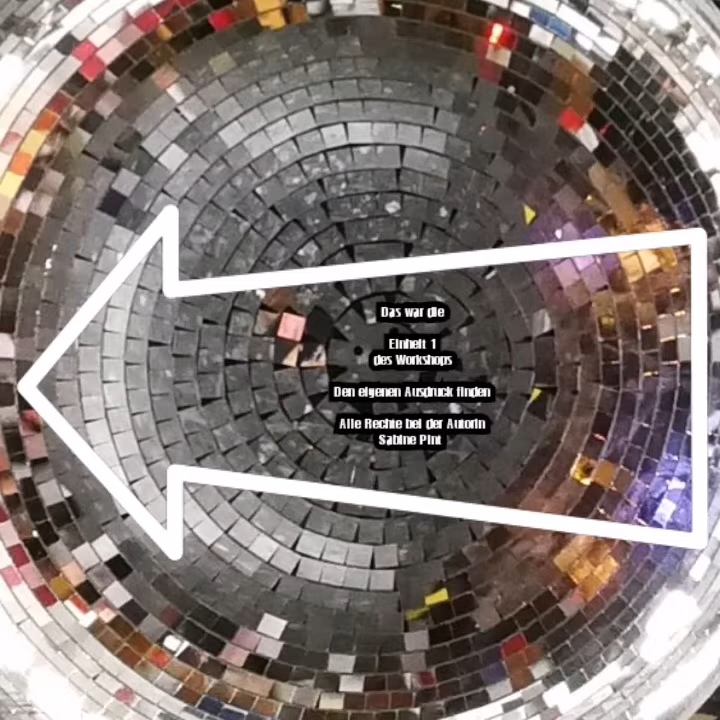 Das war die
Einheit 1
des Workshops
Den eigenen Ausdruck finden
Alle Rechte bei der Autorin
Sabine Pint